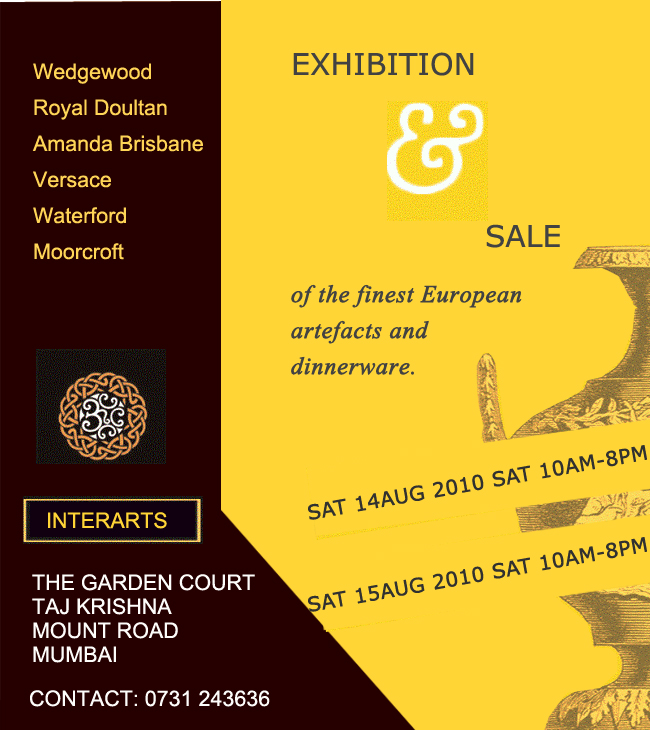 Wedgewood
Royal Doultan
Amanda Brisbane
Versace
Waterford
Moorcroft
INTERARTS
THE GARDEN COURT
TAJ KRISHNA
MOUNT ROAD
MUMBAI
CONTACT: 0731 243636
EXHIBITION
&
SALE
of the finest European
artefacts and
dinnerware.
SAT 14AUG 2010 SAT 10AM-8PM
SAT 15AUG 2010 SAT 10AM-8PM